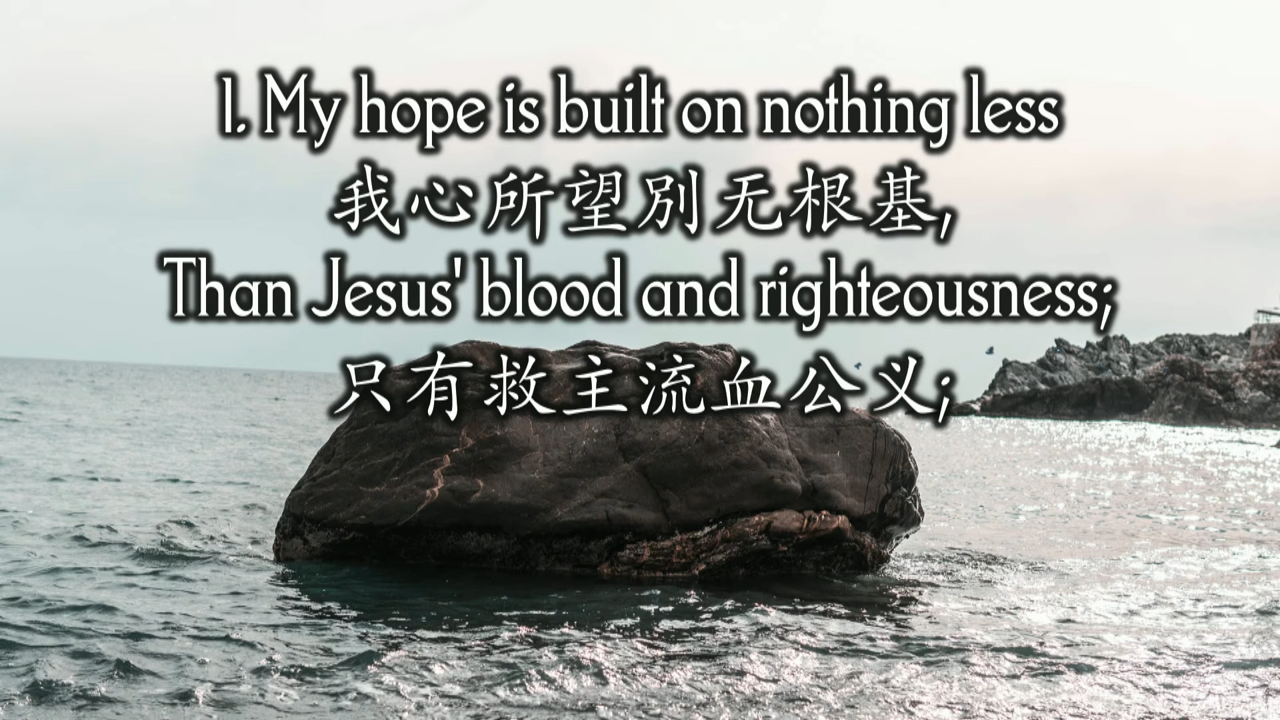 1. My hope is built on nothing less
我心所望別无根基,
Than Jesus' blood and righteousness;
只有救主流血公义;